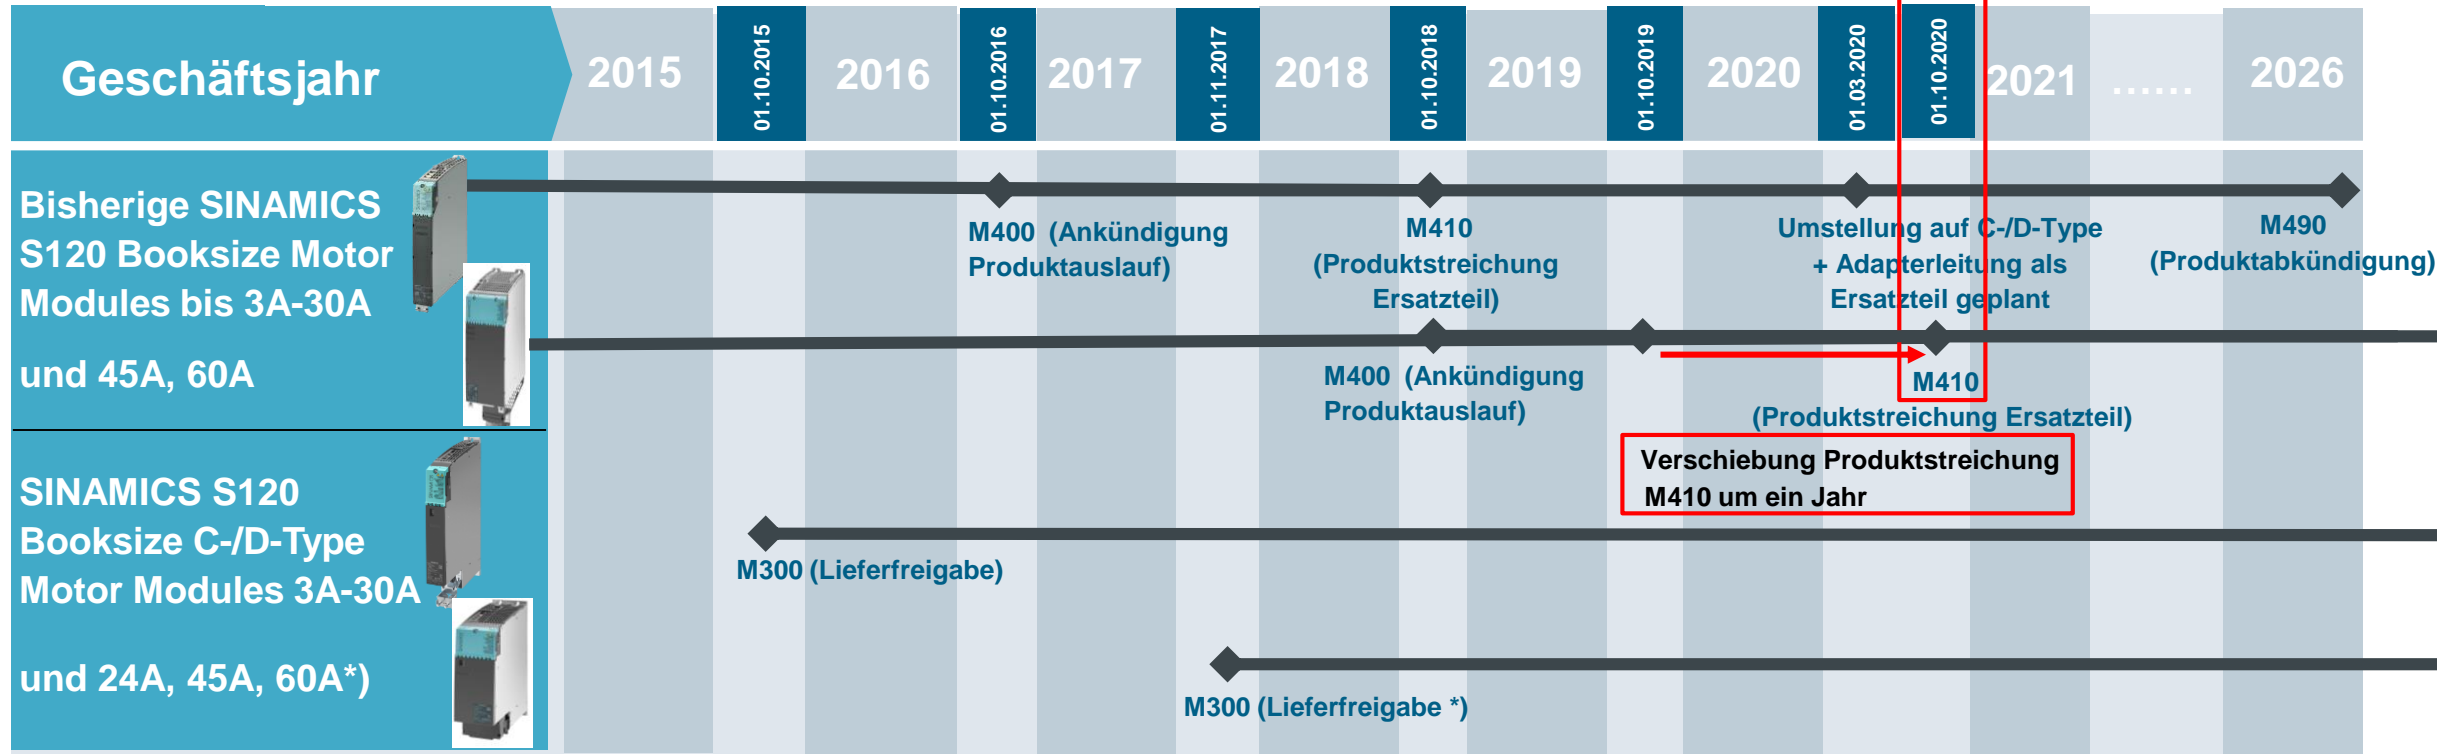 Geschäftsjahr
2015
01.10.2015
2016
01.10.2016
2017
01.11.2017
2018
01.10.2018
2019
01.10.2019
2020
01.03.2020
01.10.2020
2021
......
2026
Bisherige SINAMICS
S120 Booksize Motor
Modules bis 3A-30A
und 45A, 60A
M400 (Ankündigung
Produktauslauf)
M410
(Produktstreichung
Ersatzteil)
Umstellung auf C-/D-Type
+ Adapterleitung als
Ersatzteil geplant
M490
(Produktabkündigung)
M400 (Ankündigung
Produktauslauf)
M410
(Produktstreichung Ersatzteil)
Verschiebung Produktstreichung
M410 um ein Jahr
SINAMICS S120
Booksize C-/D-Type
Motor Modules 3A-30A
und 24A, 45A, 60A*)
M300 (Lieferfreigabe)
M300 (Lieferfreigabe *)